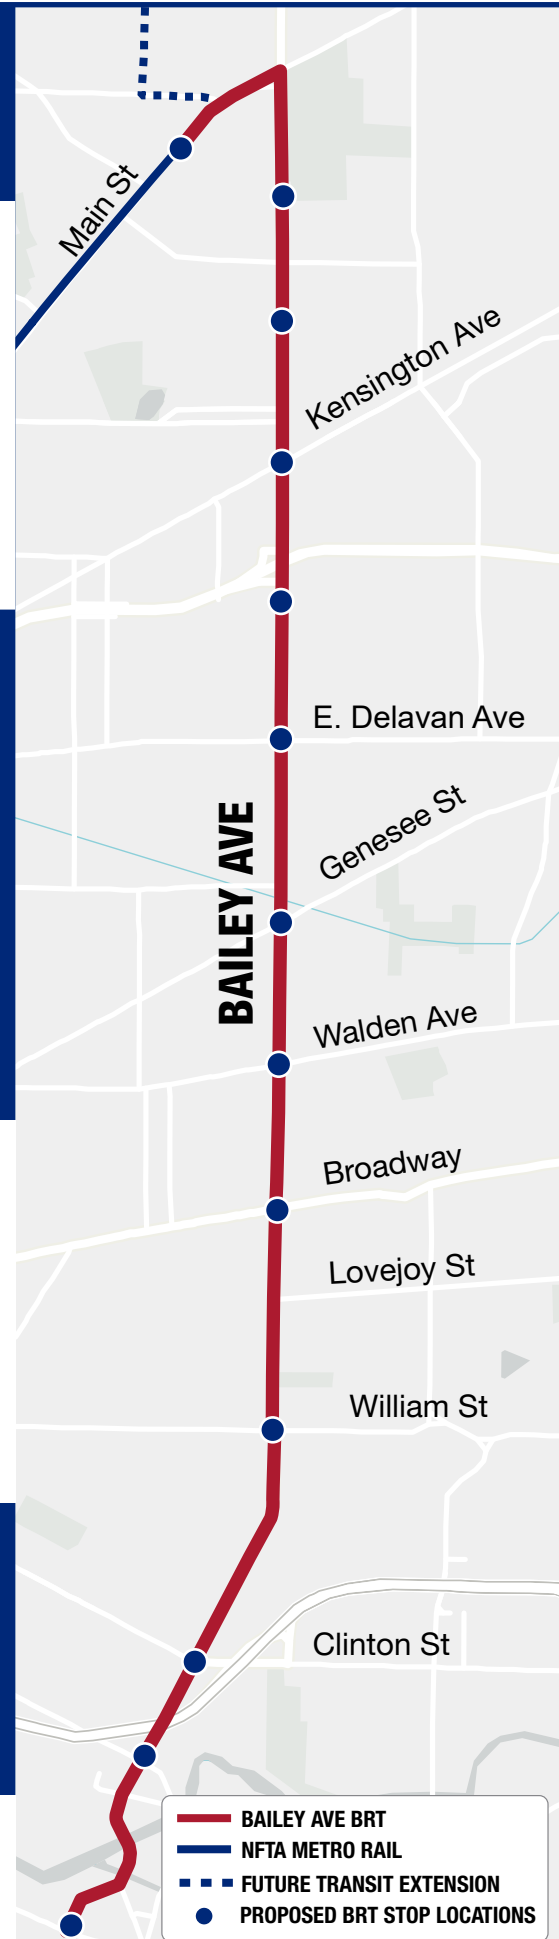 Main St
Kensington Ave
E. Delavan Ave
BAILEY AVE
Genesee St
Walden Ave
Broadway
Lovejoy St
William St
Clinton St
BAILEY AVE BRT
NFTA METRO RAIL
FUTURE TRANSIT EXTENSION
PROPOSED BRT STOP LOCATIONS